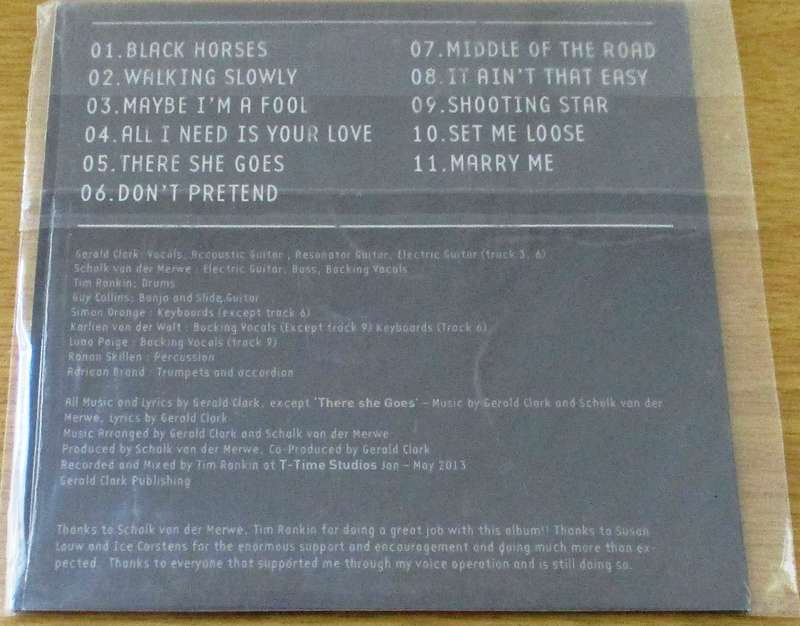 01.BLACK HORSES
02.WALKING SLOWLY
03.MAYBE I'M A FOOL
04.ALL I NEED IS YOUR LOVE
05.THERE SHE GOES
06.DON'T PRETEND
07.MIDDLE OF THE ROAD
08.IT AIN'T THAT EASY
09.SHOOTING STAR
10.SET ME LOOSE
11.MARRY ME
Gerald Clark: Vocals, Accoustic Guitar , Resonator Guitar, Electric Guitar (track 3, 6)
Schalk van der Merwe : Electric Guitar, Bass, Backing Vocals
Tim Rankin: Drums
Guy Collins: Banjo and Slide Guitar
Simon Orange : Keyboards (except track 6)
Karlien van der Walt : Backing Vocals (Except track 9) Keyboards (Track 6)
Luna Paige : Backing Vocals (track 9)
Ronan Skillen : Percussion
Adriaan Brand : Trumpets and accordion
All Music and Lyrics by Gerald Clark, except 'There she Goes' - Music by Gerald Clark and Schalk van der
Merwe, Lyrics by Gerald Clark
Music Arranged by Gerald Clark and Schalk van der Merwe
Produced by Schalk van der Merwe, Co-Produced by Gerald Clark
Recorded and Mixed by Tim Rankin at T-Time Studios Jan - May 2013
Gerald Clark Publishing
Thanks to Schalk van der Merwe, Tim Rankin for doing a great job with this album!! Thanks to Susan
Louw and Ice Carstens for the enormous support and encouragement and doing much more than ex-
pected. Thanks to everyone that supported me through my voice operation and is still doing so.